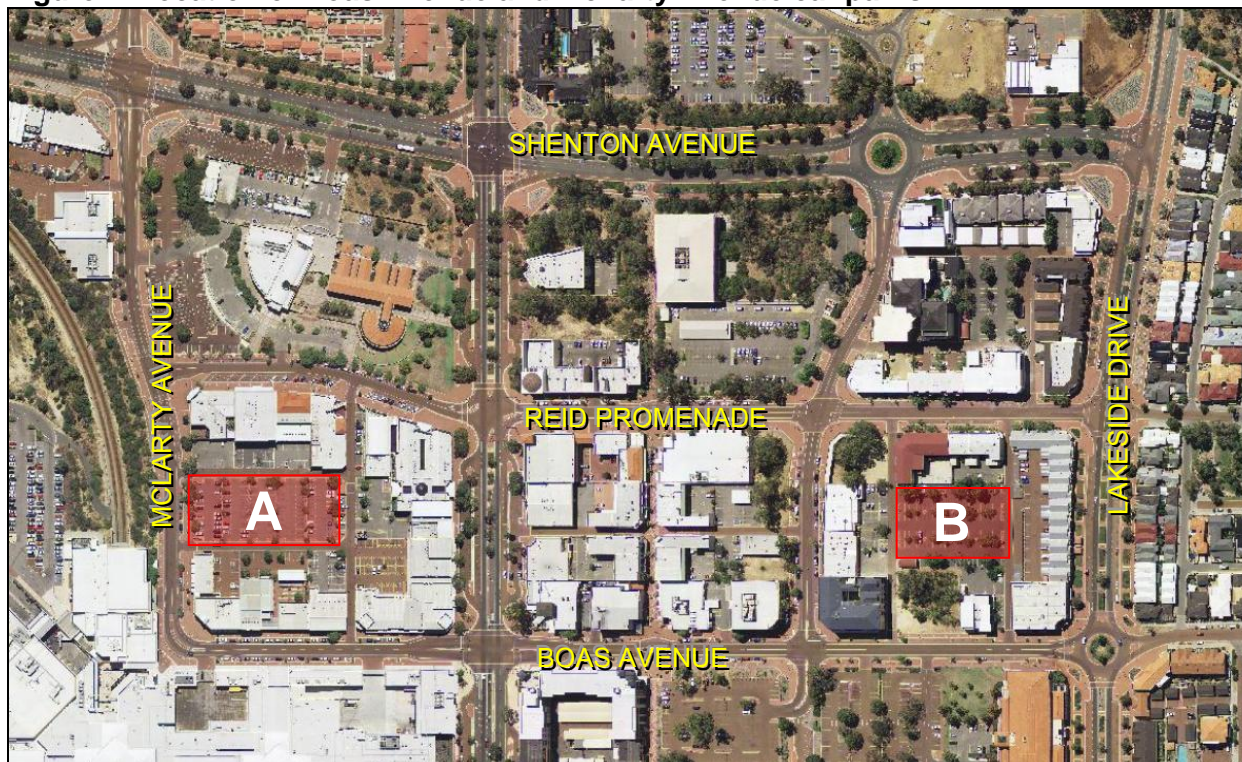 SHENTON AVENUE
MCLARTY AVENUE
LAKESIDE DRIVE
REID PROMENADE
A
B
BOAS AVENUE